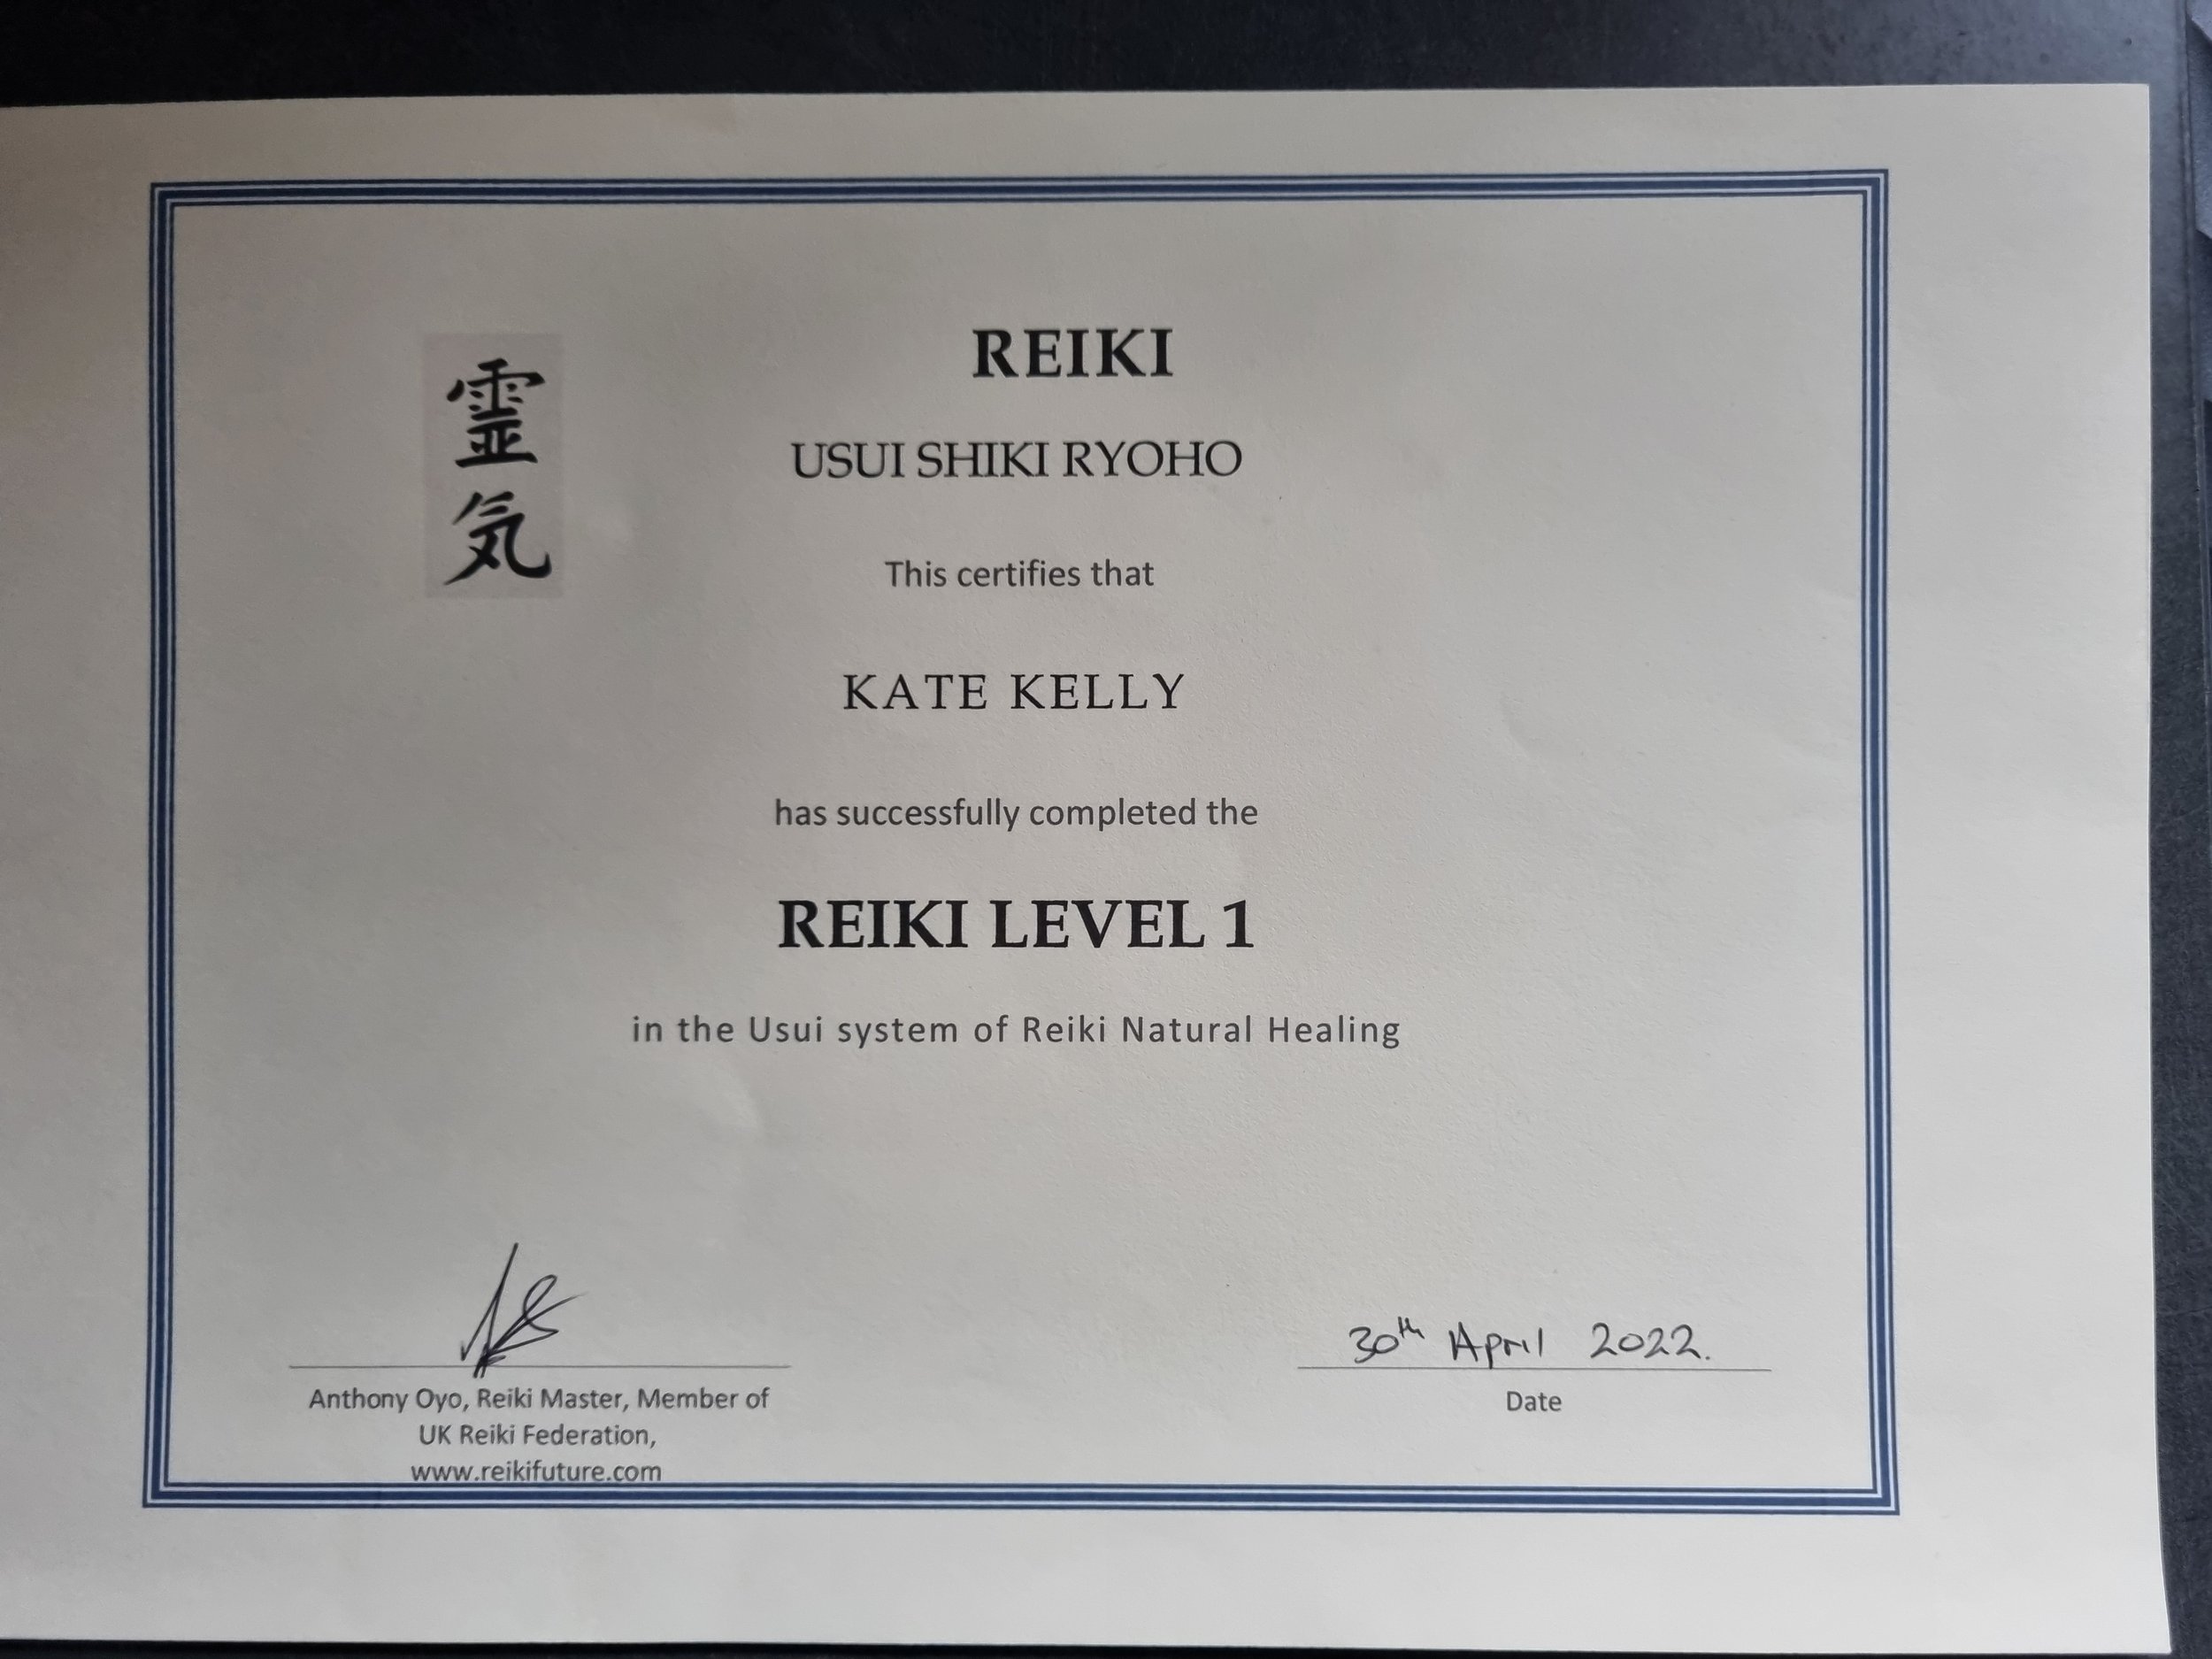 霊気
REIKI
USUI SHIKI RYOHO
This certifies that
KATE KELLY
has successfully completed the
REIKI LEVEL 1
in the Usui system of Reiki Natural Healing
30th April 2022.
Anthony Oyo, Reiki Master, Member of
UK Reiki Federation,
www.reikifuture.com
Date